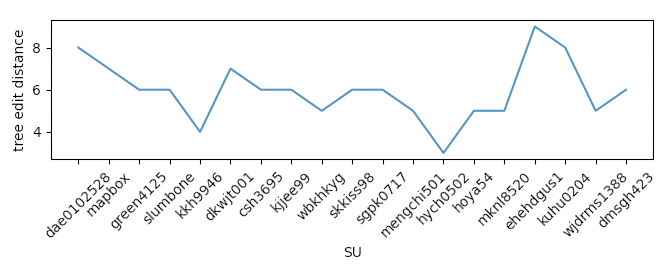 tree edit distance
8
6
4
dae0102528
mapbox
green4125
slumbone
kkh9946
dkwjt001
csh3695
kjjee99
wbkhkyg
skkiss98
sgpk0717
mengchi501
hych0502
hoya54
mknl8520
ehehdgus1
kuhu0204
wjdrms1388
dmsgh423
SU